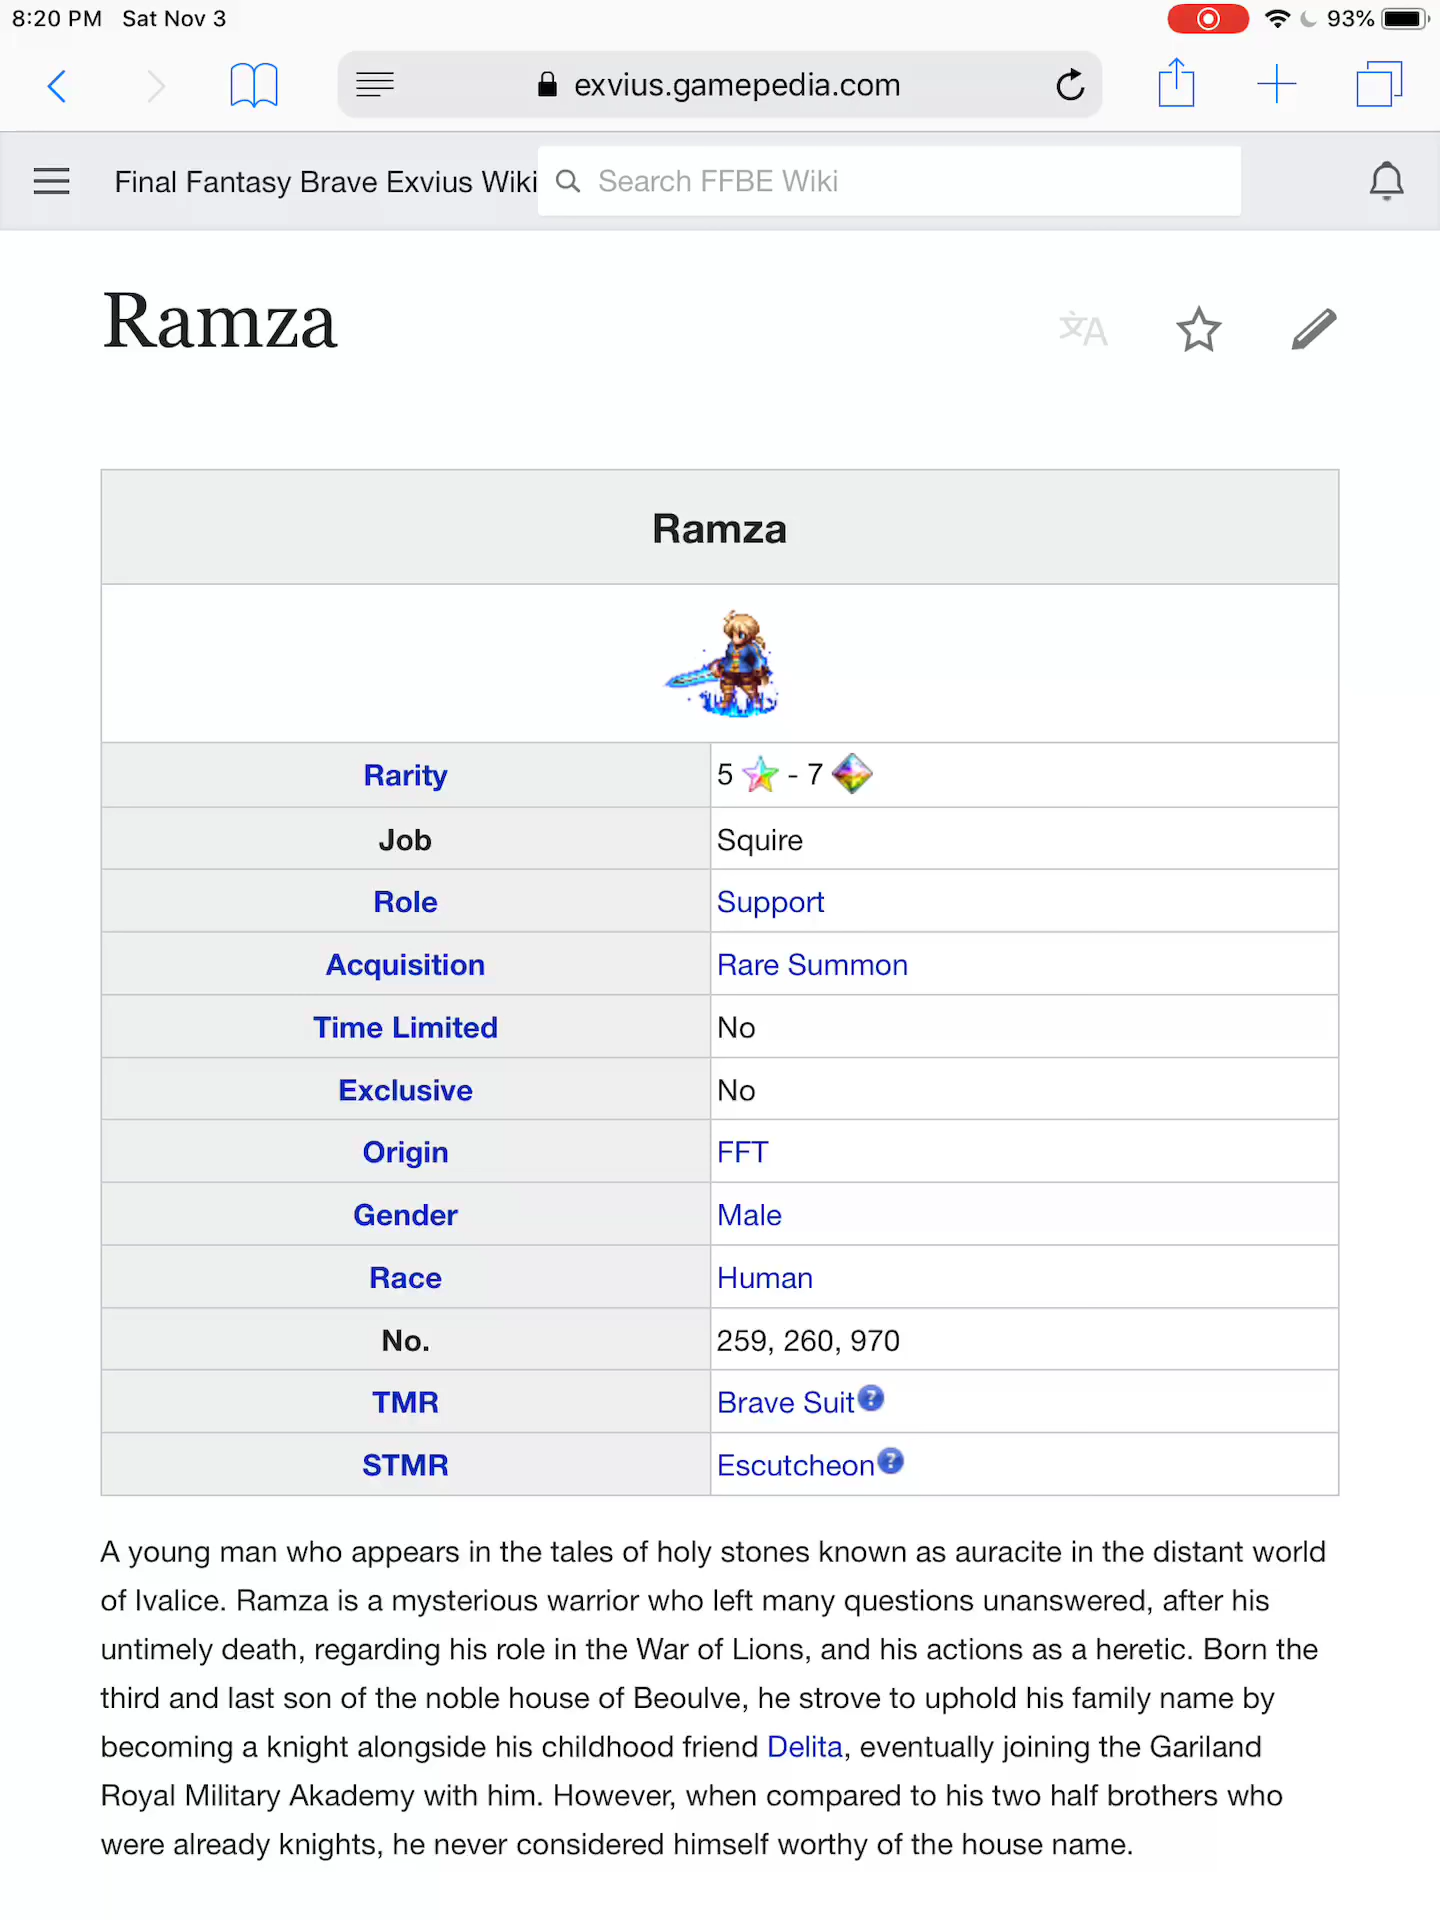 8:20 PM Sat Nov 3 93%
exvius.gamepedia.com
Final Fantasy Brave Exvius Wiki Search FFBE Wiki
Ramza
Ramza
Rarity 5 - 7
Job Squire
Role Support
Acquisition Rare Summon
Time Limited No
Exclusive No
Origin FFT
Gender Male
Race Human
No. 259, 260, 970
TMR Brave Suit
STMR Escutcheon
A young man who appears in the tales of holy stones known as auracite in the distant world
of Ivalice. Ramza is a mysterious warrior who left many questions unanswered, after his
untimely death, regarding his role in the War of Lions, and his actions as a heretic. Born the
third and last son of the noble house of Beoulve, he strove to uphold his family name by
becoming a knight alongside his childhood friend Delita, eventually joining the Gariland
Royal Military Akademy with him. However, when compared to his two half brothers who
were already knights, he never considered himself worthy of the house name.